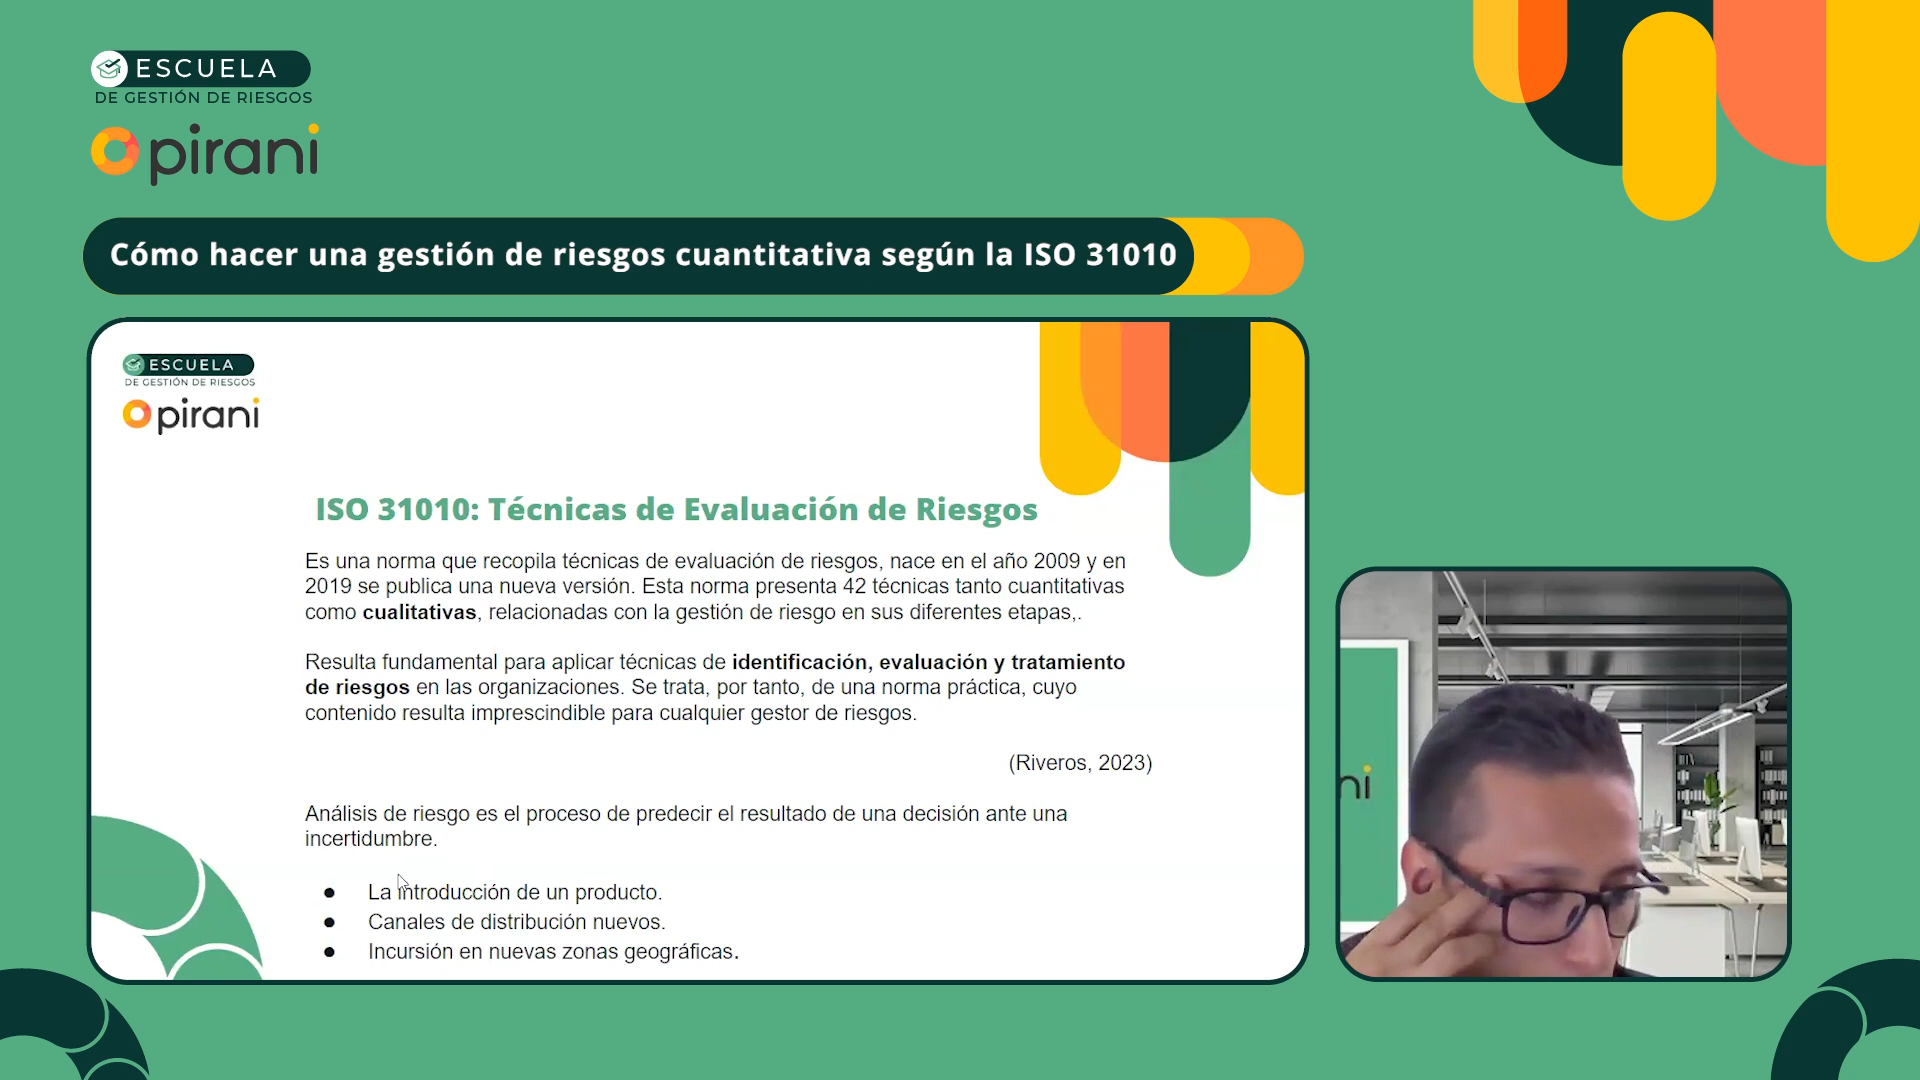 ESCUELA
DE GESTIÓN DE RIESGOS
pirani
Cómo hacer una gestión de riesgos cuantitativa según la ISO 31010
ESCUELA
DE GESTIÓN DE RIESGOS
pirani
ISO 31010: Técnicas de Evaluación de Riesgos
Es una norma que recopila técnicas de evaluación de riesgos, nace en el año 2009 y en
2019 se publica una nueva versión. Esta norma presenta 42 técnicas tanto cuantitativas
como cualitativas, relacionadas con la gestión de riesgo en sus diferentes etapas,.
Resulta fundamental para aplicar técnicas de identificación, evaluación y tratamiento
de riesgos en las organizaciones. Se trata, por tanto, de una norma práctica, cuyo
contenido resulta imprescindible para cualquier gestor de riesgos.
(Riveros, 2023)
Análisis de riesgo es el proceso de predecir el resultado de una decisión ante una
incertidumbre.
● La introducción de un producto.
● Canales de distribución nuevos.
● Incursión en nuevas zonas geográficas.
ni